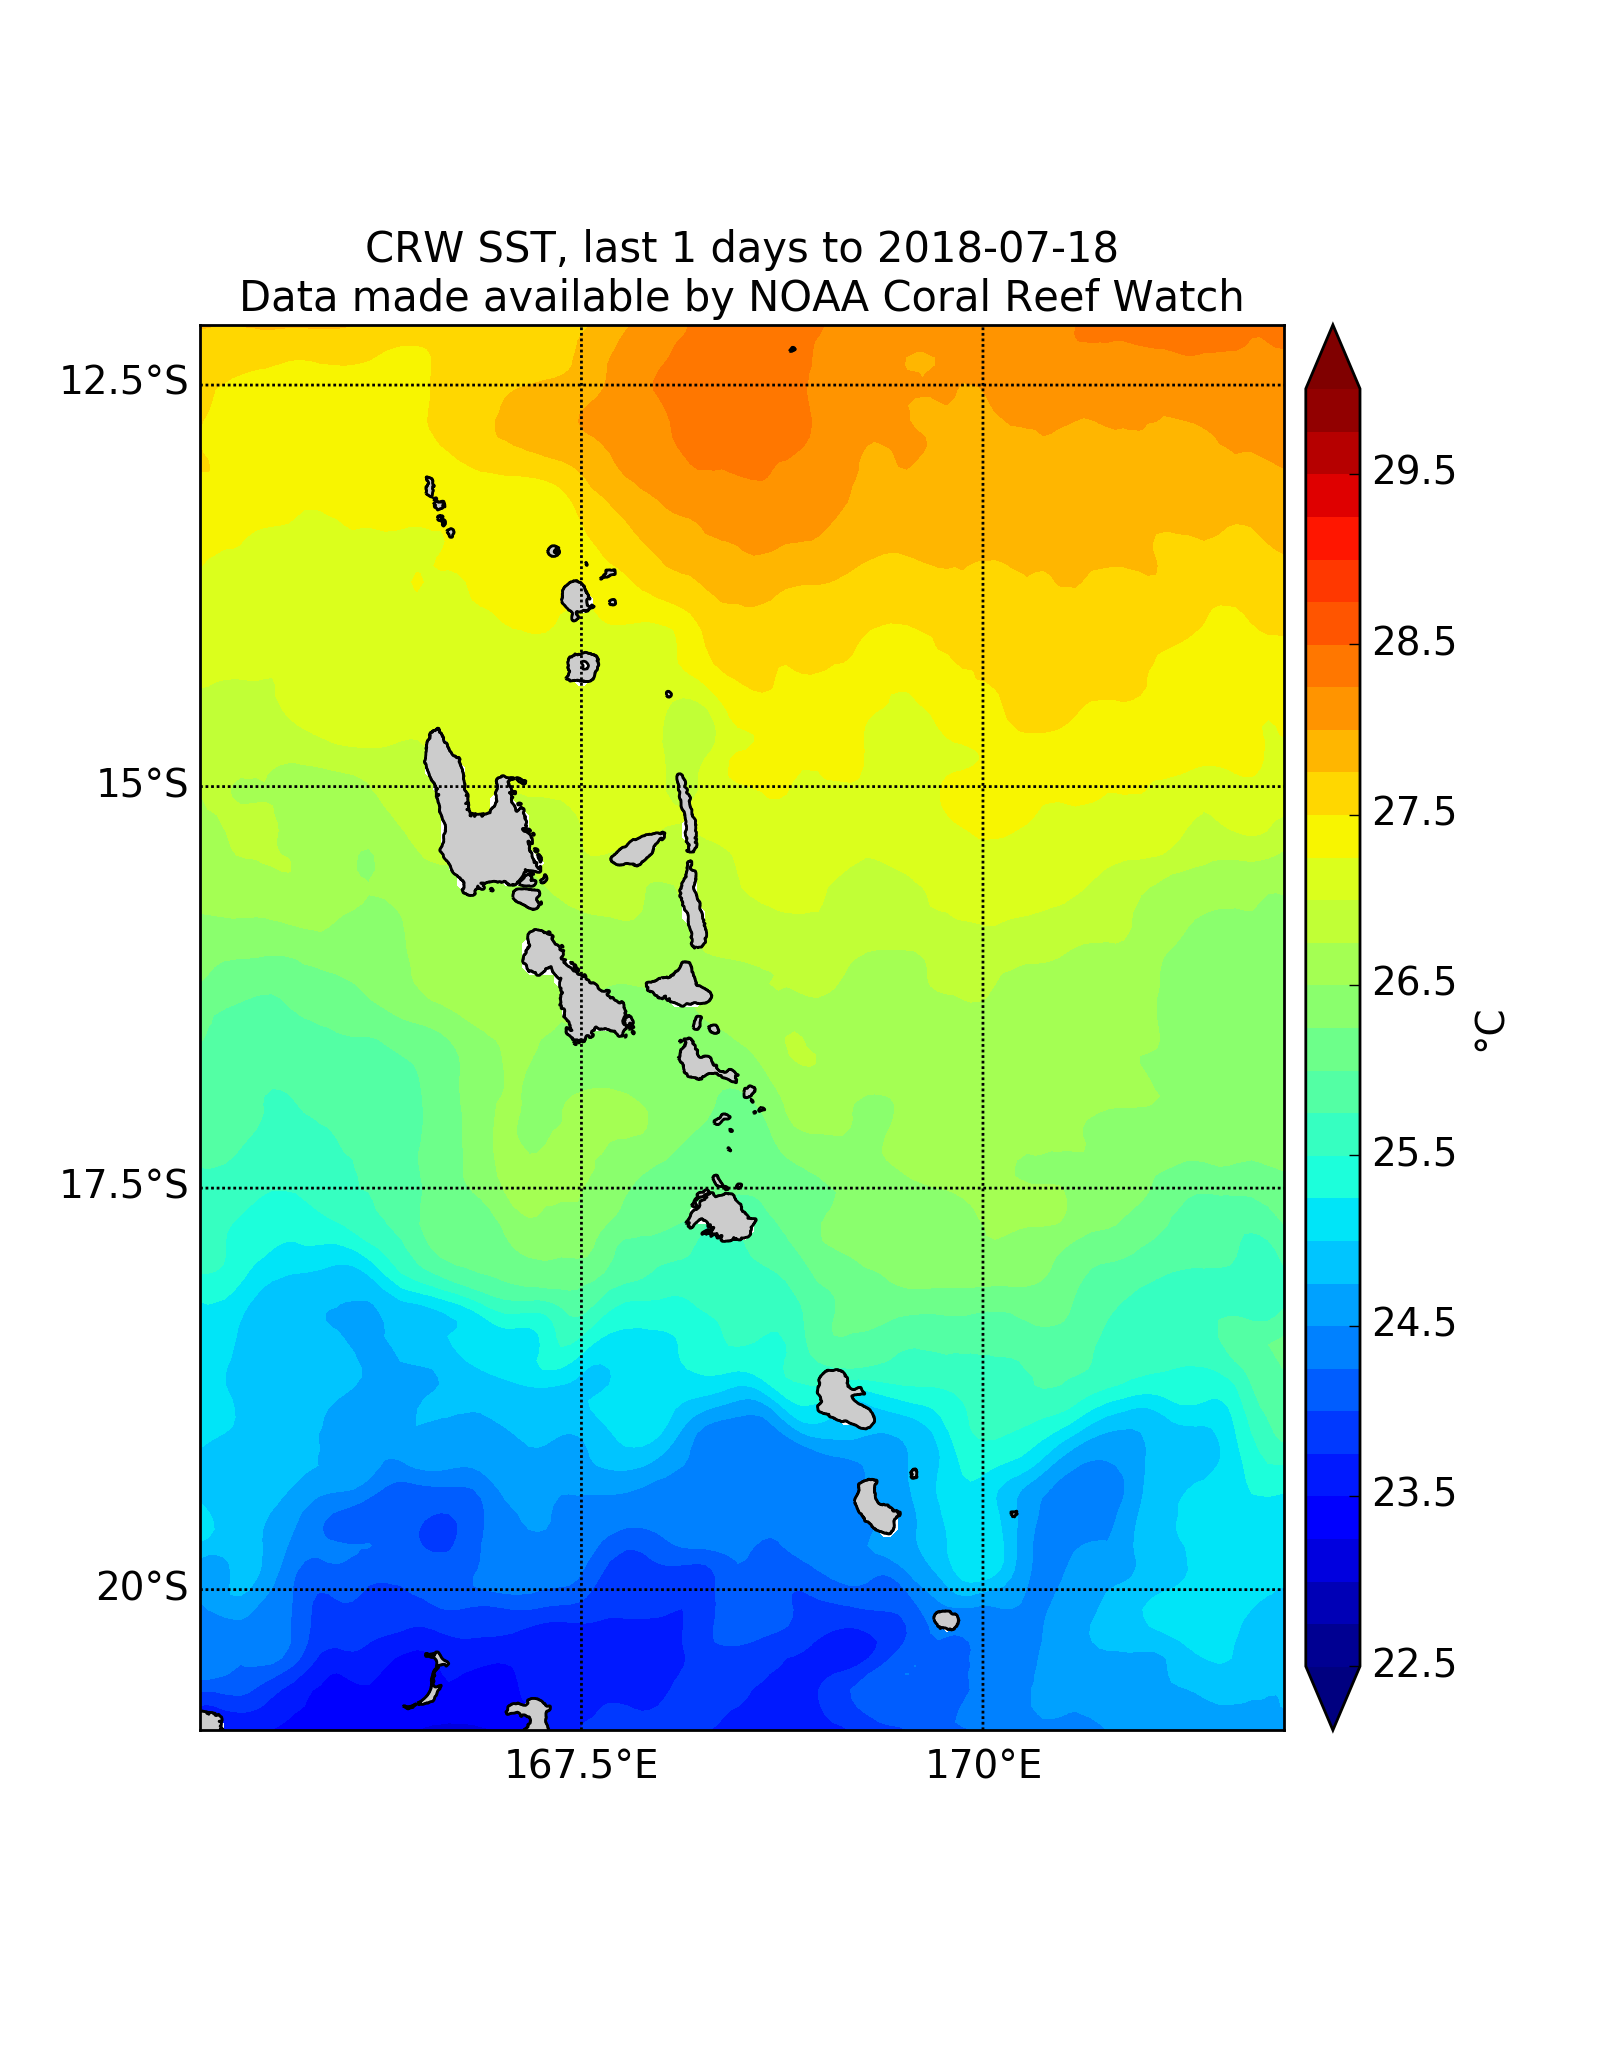 CRW SST, last 1 days to 2018-07-18
Data made available by NOAA Coral Reef Watch
12.5°S
15°S
17.5°S
20°S
167.5°E
170°E
29.5
28.5
27.5
26.5
25.5
24.5
23.5
22.5
°C